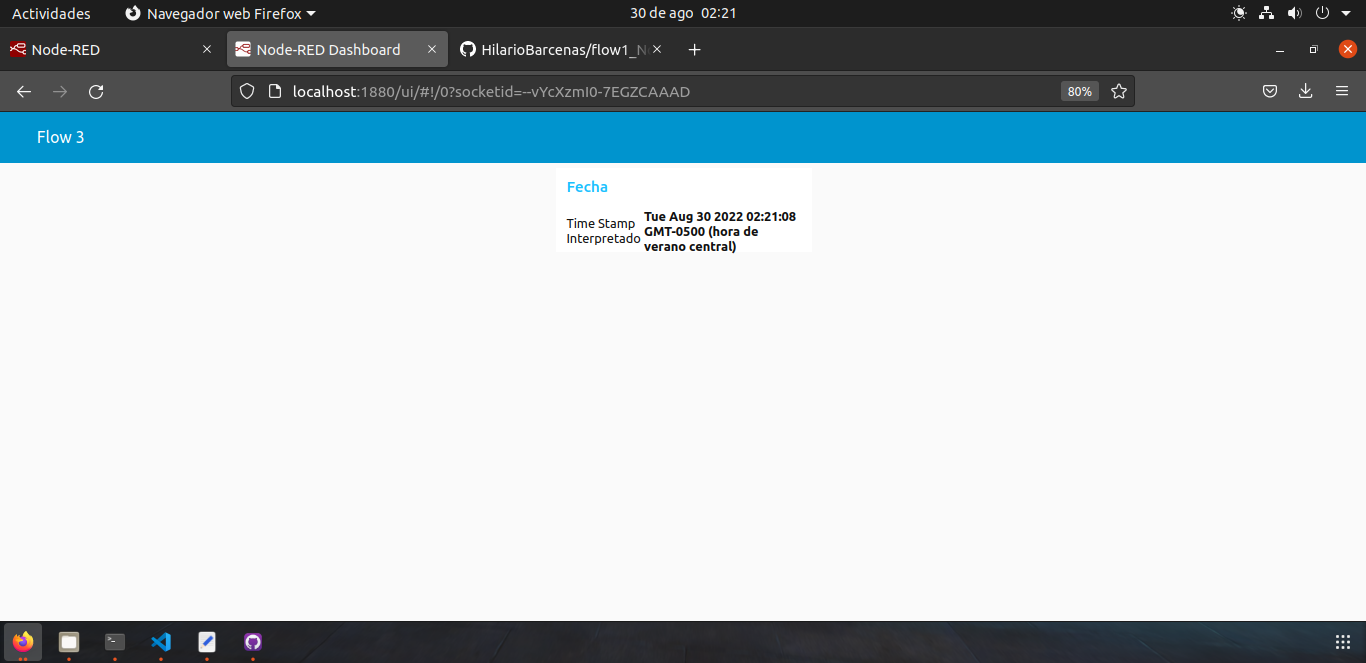 Actividades Navegador web Firefox 30 de ago 02:21
Node-RED Node-RED Dashboard HilarioBarcenas/flow1_N
localhost:1880/ui/#!/0?socketid=--vYcXzmI0-7EGZCAAAD 80%
Flow 3
Fecha
Time Stamp
Interpretado
Tue Aug 30 2022 02:21:08
GMT-0500 (hora de
verano central)